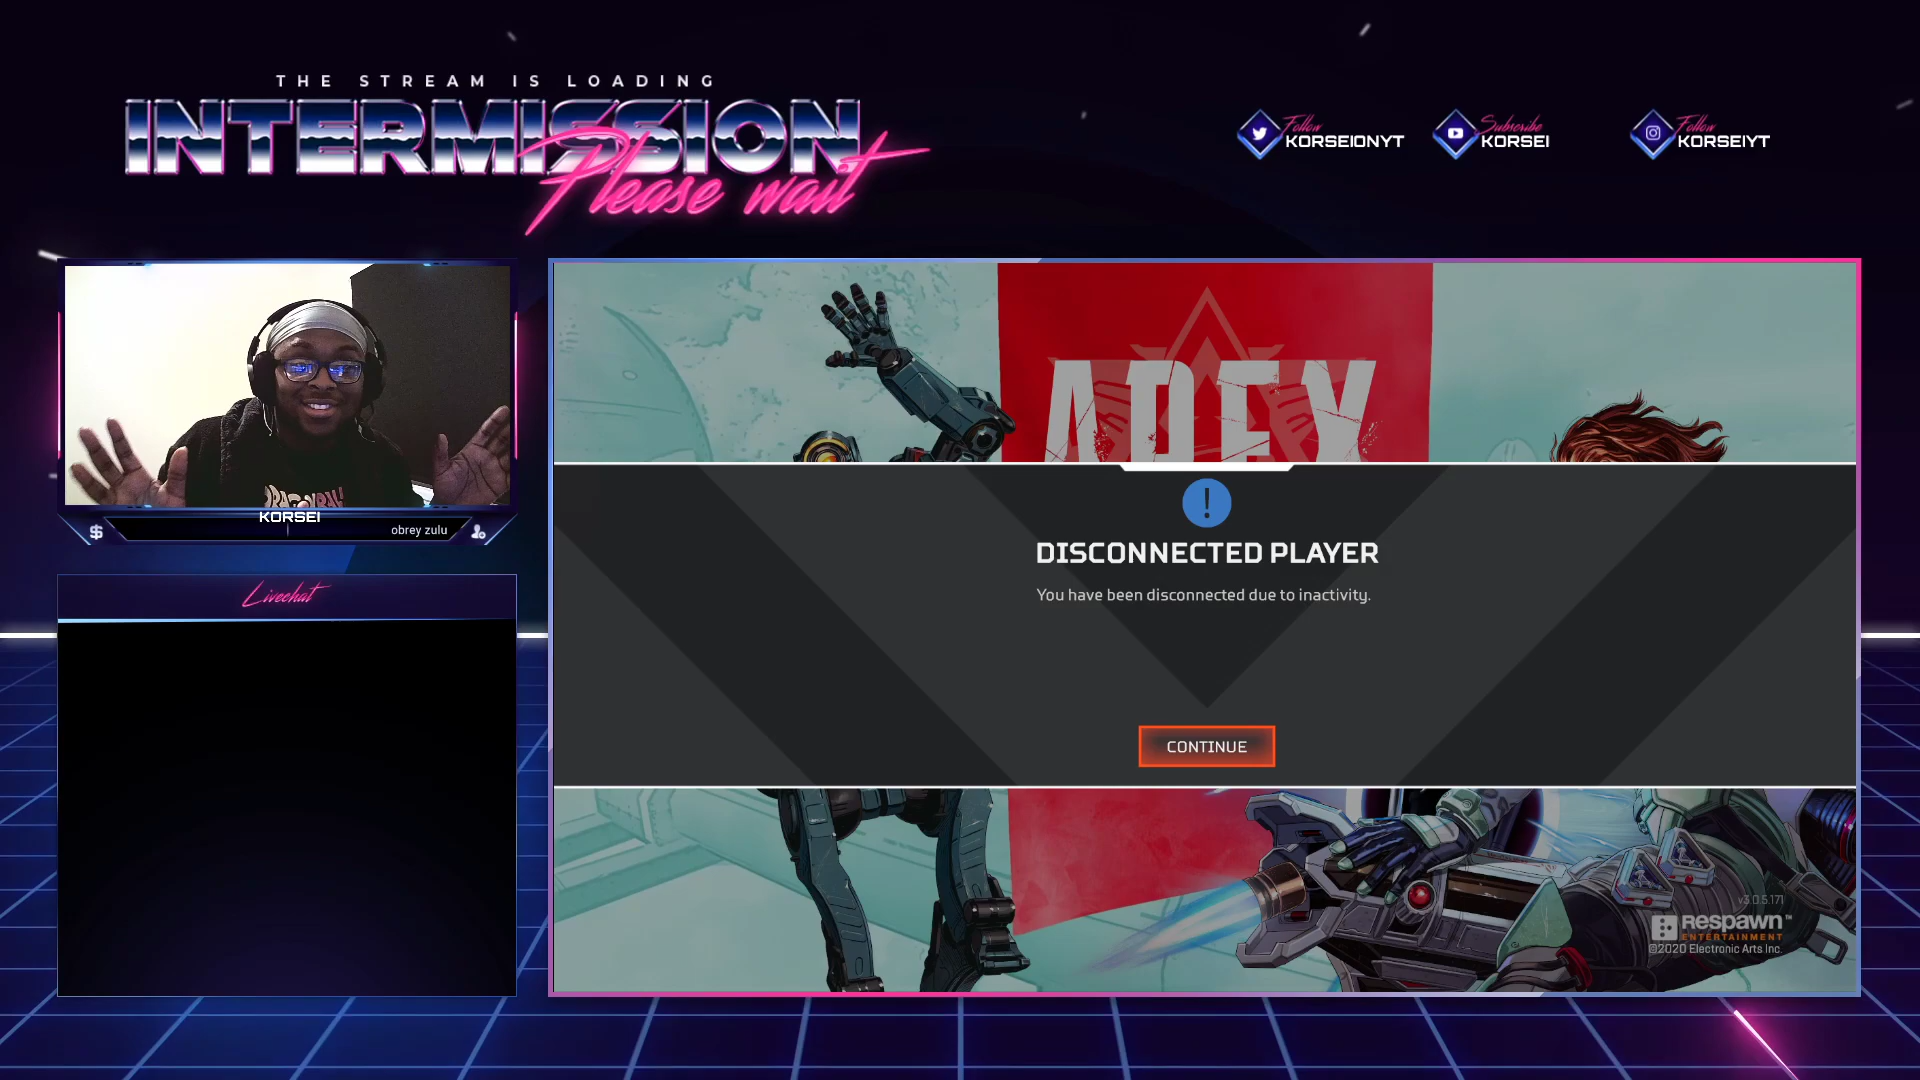 THE STREAM IS LOADING
INTERMISSION
Please wait
Follow
KORSEIONYT
Subscribe
KORSEI
Follow
KORSEIYT
KORSEI
$
obrey zulu
Livechat
APEX
!
DISCONNECTED PLAYER
You have been disconnected due to inactivity.
CONTINUE
v3.0.5.171
Respawn™
ENTERTAINMENT
©2020 Electronic Arts Inc.